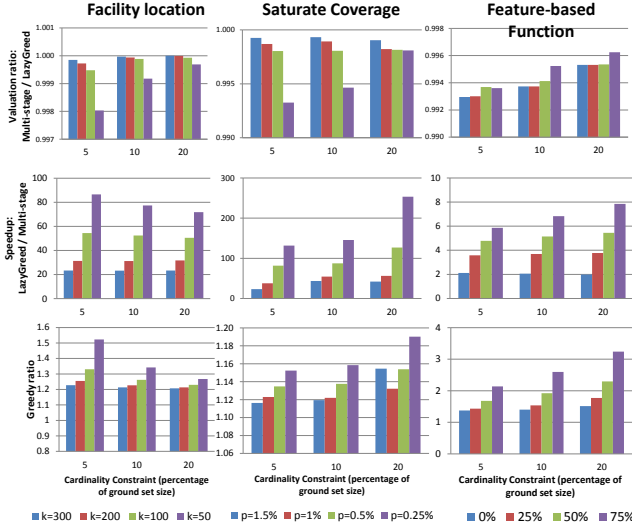 Facility location
Saturate Coverage
Feature-based
Function
Valuation ratio:
Multi-stage / LazyGreed
1.001
1.000
0.999
0.998
0.997
5 10 20
1.000
0.995
0.990
5 10 20
0.998
0.996
0.994
0.992
0.990
5 10 20
Speedup:
LazyGreed / Multi-stage
100
80
60
40
20
0
5 10 20
300
200
100
0
5 10 20
10
8
6
4
2
0
5 10 20
Greedy ratio
1.6
1.5
1.4
1.3
1.2
1.1
1
0.9
0.8
5 10 20
1.20
1.18
1.16
1.14
1.12
1.10
1.08
1.06
5 10 20
4
3
2
1
0
5 10 20
Cardinality Constraint (percentage
of ground set size)
Cardinality Constraint (percentage of
ground set size)
Cardinality Constraint (percentage of
ground set size)
k=300 k=200 k=100 k=50
p=1.5% p=1% p=0.5% p=0.25%
0% 25% 50% 75%